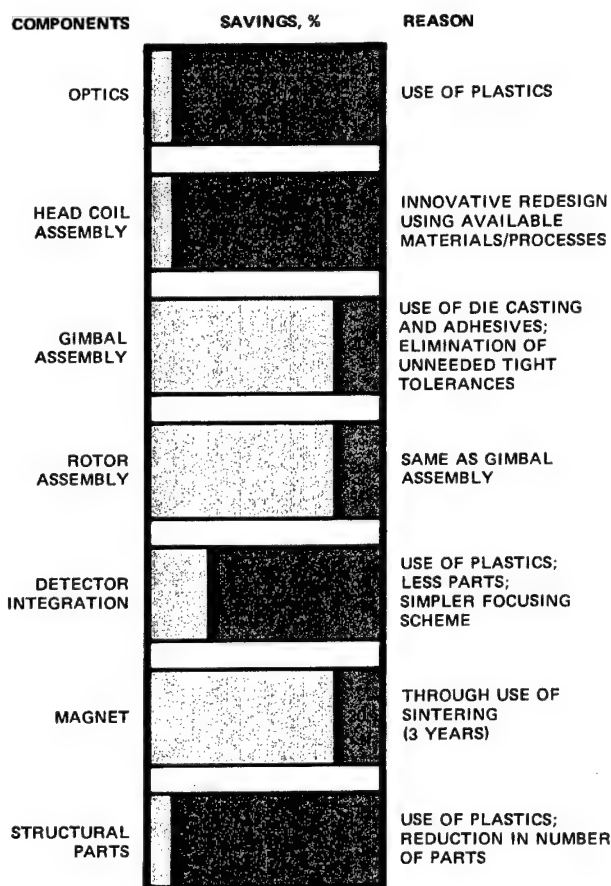 COMPONENTS SAVINGS, % REASON
OPTICS USE OF PLASTICS
HEAD COIL
ASSEMBLY
INNOVATIVE REDESIGN
USING AVAILABLE
MATERIALS/PROCESSES
GIMBAL
ASSEMBLY
USE OF DIE CASTING
AND ADHESIVES;
ELIMINATION OF
UNNEEDED TIGHT
TOLERANCES
ROTOR
ASSEMBLY
SAME AS GIMBAL
ASSEMBLY
DETECTOR
INTEGRATION
USE OF PLASTICS;
LESS PARTS;
SIMPLER FOCUSING
SCHEME
MAGNET
THROUGH USE OF
SINTERING
(3 YEARS)
STRUCTURAL
PARTS
USE OF PLASTICS;
REDUCTION IN NUMBER
OF PARTS